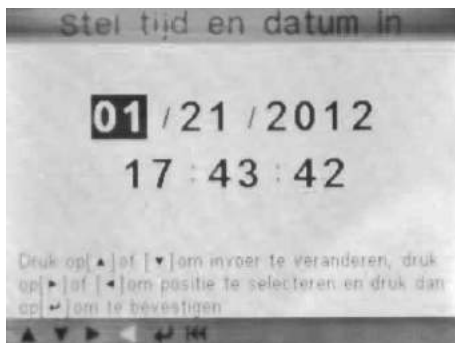 Stel tijd en datum in
01 / 21 / 2012
17 : 43 : 42
Druk op[▲]of [▼]om invoer te veranderen, druk
op[►]of [◄]om positie te selecteren en druk dan
op[↵]om te bevestigen
▲ ▼ ► ◄ ↵ ⏮